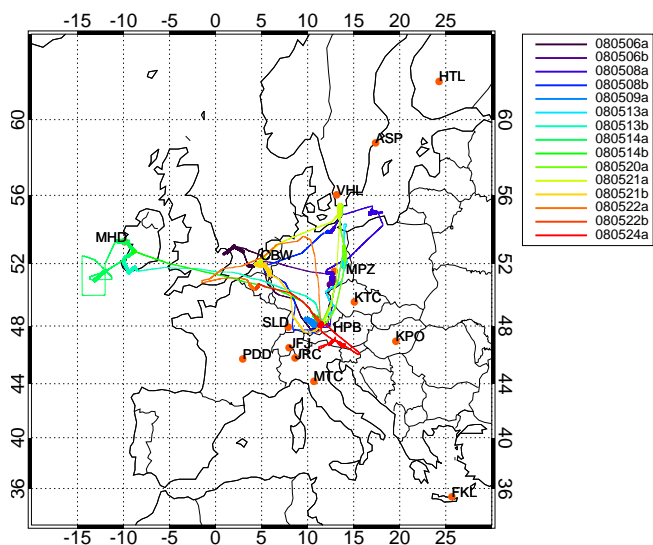 -15 -10 -5 0 5 10 15 20 25
080506a
080506b
080508a
080508b
080509a
080513a
080513b
080514a
080514b
080520a
080521a
080521b
080522a
080522b
080524a
HTL
60 60
ASP
VHL
56 56
MHD
CBW
52 52
MPZ
KTC
48 48
SLD
HPB
KPO
JFJ
PDD
JRC
MTC
44 44
40 40
36 36
FKL
-15 -10 -5 0 5 10 15 20 25